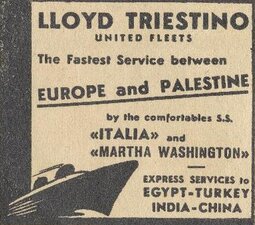 LLOYD TRIESTINO
UNITED FLEETS
The Fastest Service between
EUROPE and PALESTINE
by the comfortables S.S.
«ITALIA» and
«MARTHA WASHINGTON»
EXPRESS SERVICES to
EGYPT-TURKEY
INDIA-CHINA